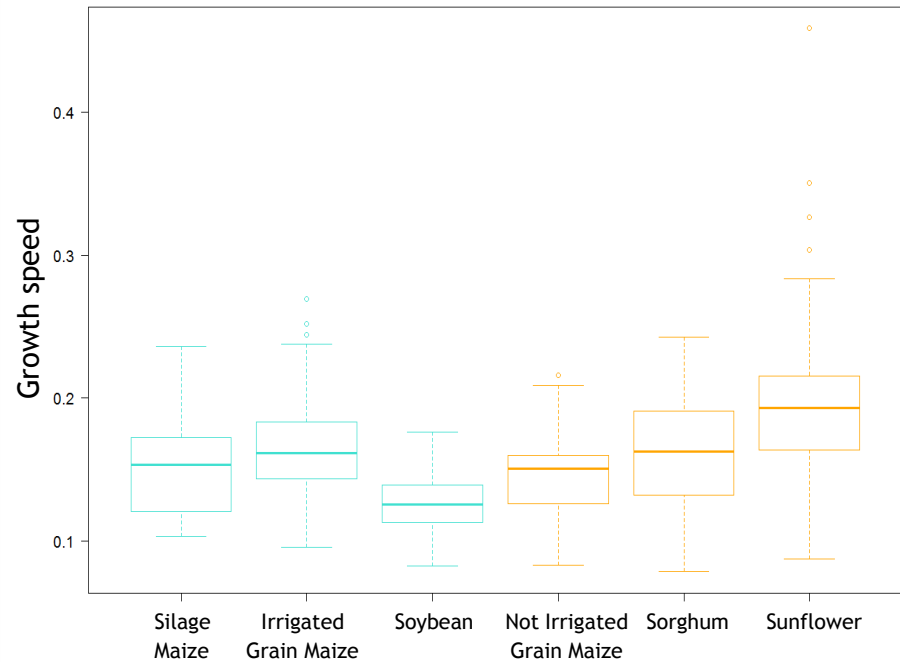 Growth speed
0.4
0.3
0.2
0.1
Silage
Maize
Irrigated
Grain Maize
Soybean
Not Irrigated
Grain Maize
Sorghum
Sunflower